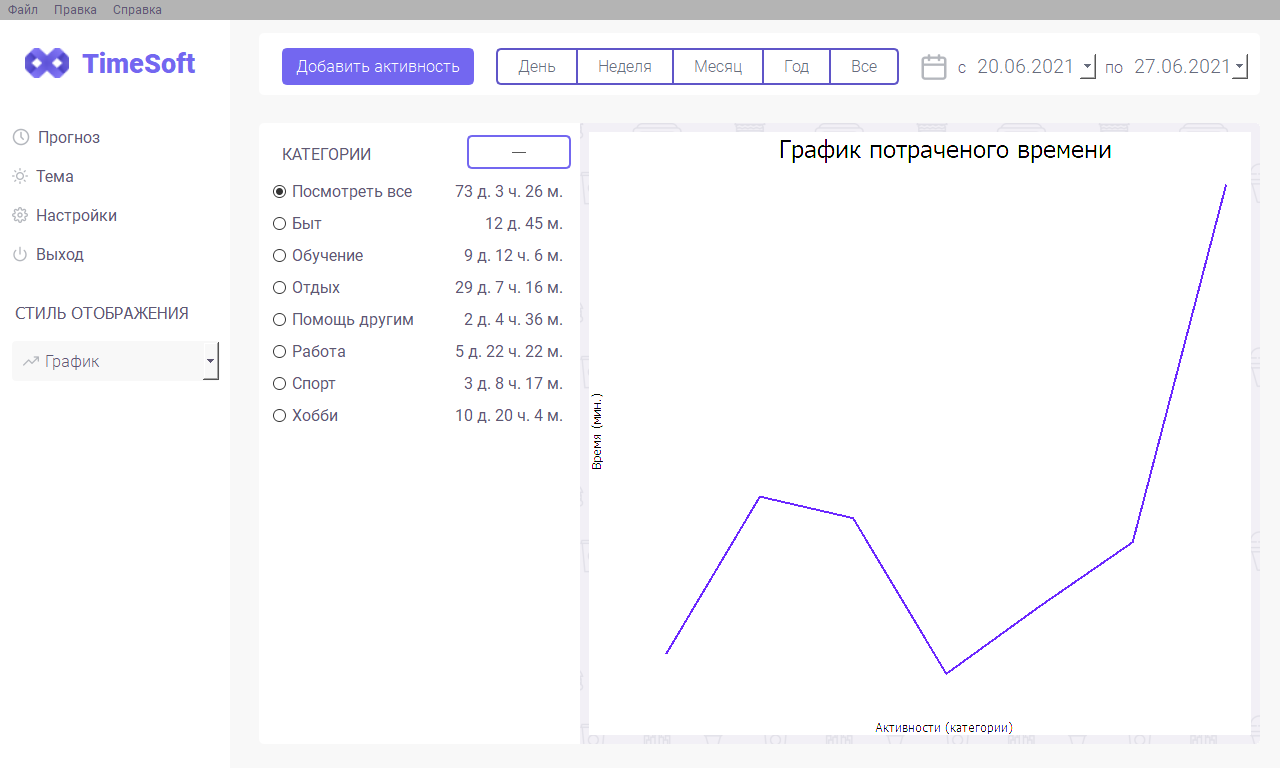 Файл Правка Справка
TimeSoft
Добавить активность
День Неделя Месяц Год Все
с 20.06.2021 по 27.06.2021
Прогноз
Тема
Настройки
Выход
СТИЛЬ ОТОБРАЖЕНИЯ
График
КАТЕГОРИИ —
Посмотреть все 73 д. 3 ч. 26 м.
Быт 12 д. 45 м.
Обучение 9 д. 12 ч. 6 м.
Отдых 29 д. 7 ч. 16 м.
Помощь другим 2 д. 4 ч. 36 м.
Работа 5 д. 22 ч. 22 м.
Спорт 3 д. 8 ч. 17 м.
Хобби 10 д. 20 ч. 4 м.
График потраченого времени
Время (мин.)
Активности (категории)